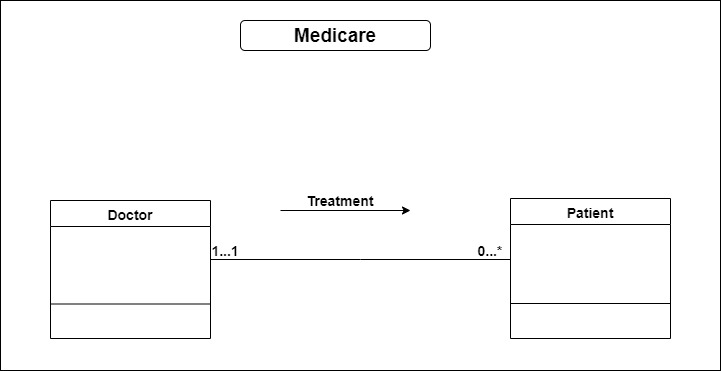 Medicare
Treatment
Doctor
Patient
1...1
0...*